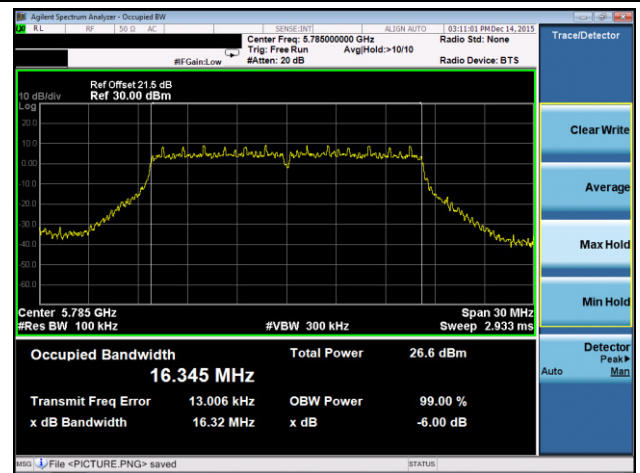 Agilent Spectrum Analyzer - Occupied BW
RL RF 50 Ω AC SENSE:INT ALIGN AUTO 03:11:01 PM Dec 14, 2015
Center Freq: 5.785000000 GHz Radio Std: None
Trig: Free Run Avg|Hold:>10/10
#IFGain:Low #Atten: 20 dB Radio Device: BTS
Ref Offset 21.5 dB
10 dB/div Ref 30.00 dBm
Log
20.0
10.0
0.00
-10.0
-20.0
-30.0
-40.0
-50.0
-60.0
Center 5.785 GHz Span 30 MHz
#Res BW 100 kHz #VBW 300 kHz Sweep 2.933 ms
Occupied Bandwidth Total Power 26.6 dBm
16.345 MHz
Transmit Freq Error 13.006 kHz OBW Power 99.00 %
x dB Bandwidth 16.32 MHz x dB -6.00 dB
MSG File <PICTURE.PNG> saved STATUS
Trace/Detector
Clear Write
Average
Max Hold
Min Hold
Detector
Peak▶
Auto Man